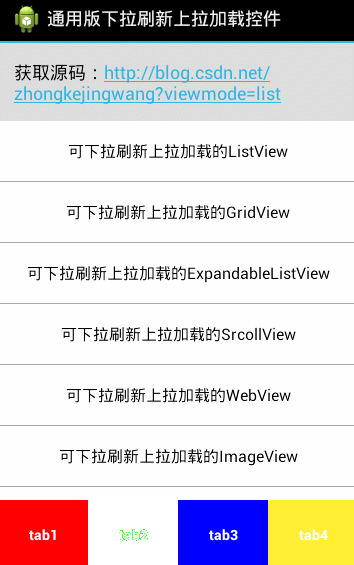 通用版下拉刷新上拉加载控件
获取源码：http://blog.csdn.net/
zhongkejingwang?viewmode=list
可下拉刷新上拉加载的ListView
可下拉刷新上拉加载的GridView
可下拉刷新上拉加载的ExpandableListView
可下拉刷新上拉加载的SrcollView
可下拉刷新上拉加载的WebView
可下拉刷新上拉加载的ImageView
tab1 tab2 tab3 tab4